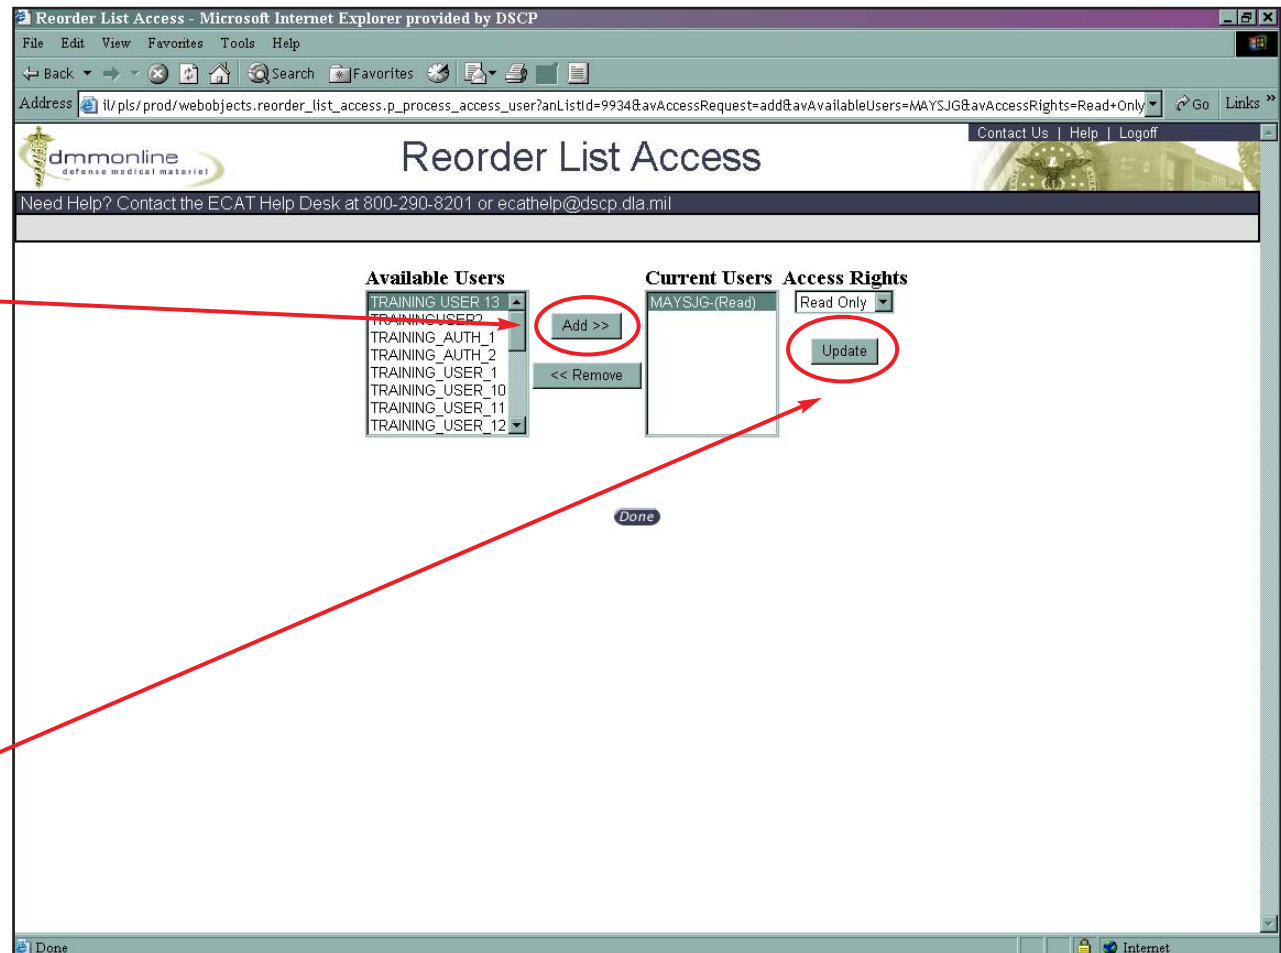 Reorder List Access - Microsoft Internet Explorer provided by DSCP
File Edit View Favorites Tools Help
Back Search Favorites
Address il/pls/prod/webobjects.reorder_list_access.p_process_access_user?anListId=9934&avAccessRequest=add&avAvailableUsers=MAYSJG&avAccessRights=Read+Only Go Links »
Contact Us | Help | Logoff
dmmonline
defense medical materiel
Reorder List Access
Need Help? Contact the ECAT Help Desk at 800-290-8201 or ecathelp@dscp.dla.mil
Available Users Current Users Access Rights
TRAINING USER 13
TRAININGUSER2
TRAINING_AUTH_1
TRAINING_AUTH_2
TRAINING_USER_1
TRAINING_USER_10
TRAINING_USER_11
TRAINING_USER_12
Add >>
<< Remove
MAYSJG-(Read)
Read Only
Update
Done
Done Internet